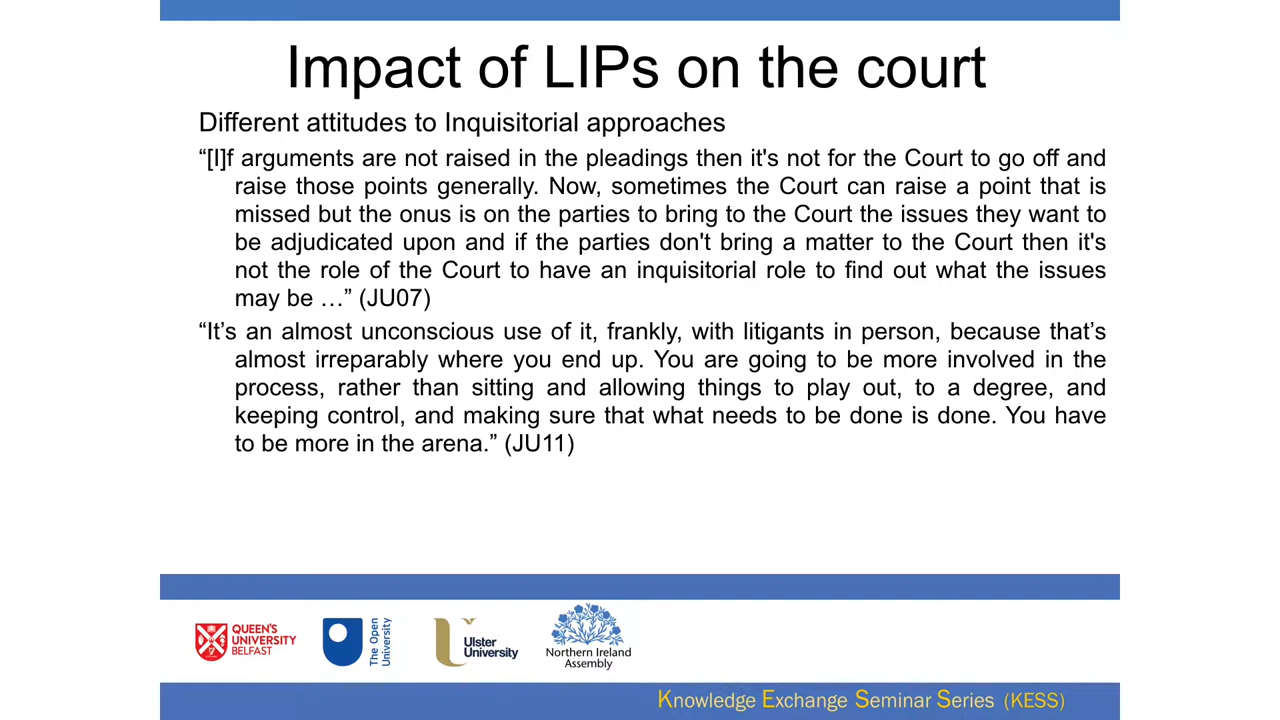 Impact of LIPs on the court
Different attitudes to Inquisitorial approaches
“[I]f arguments are not raised in the pleadings then it's not for the Court to go off and
raise those points generally. Now, sometimes the Court can raise a point that is
missed but the onus is on the parties to bring to the Court the issues they want to
be adjudicated upon and if the parties don't bring a matter to the Court then it's
not the role of the Court to have an inquisitorial role to find out what the issues
may be …” (JU07)
“It’s an almost unconscious use of it, frankly, with litigants in person, because that’s
almost irreparably where you end up. You are going to be more involved in the
process, rather than sitting and allowing things to play out, to a degree, and
keeping control, and making sure that what needs to be done is done. You have
to be more in the arena.” (JU11)
QUEEN'S
UNIVERSITY
BELFAST
The Open
University
Ulster
University
Northern Ireland
Assembly
Knowledge Exchange Seminar Series (KESS)